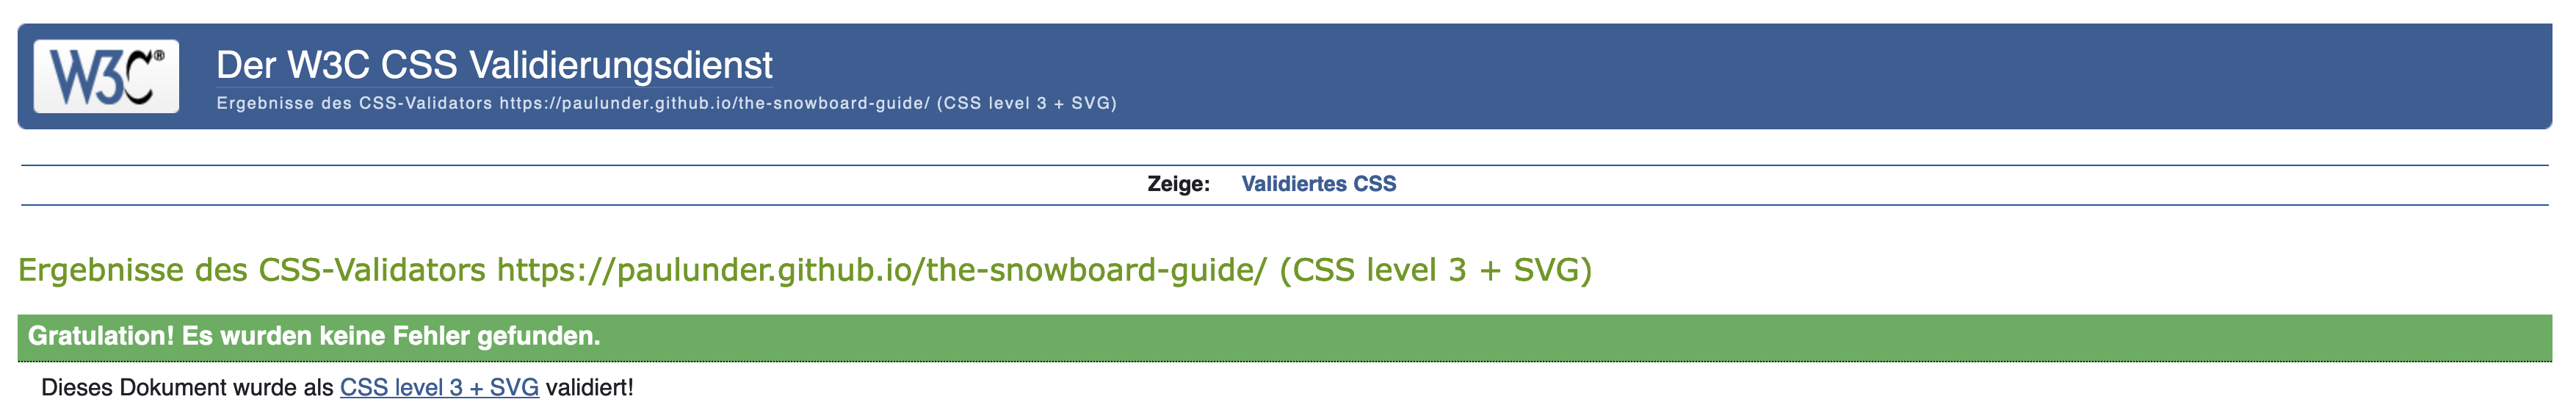 W3C®
Der W3C CSS Validierungsdienst
Ergebnisse des CSS-Validators https://paulunder.github.io/the-snowboard-guide/ (CSS level 3 + SVG)
Zeige: Validiertes CSS
Ergebnisse des CSS-Validators https://paulunder.github.io/the-snowboard-guide/ (CSS level 3 + SVG)
Gratulation! Es wurden keine Fehler gefunden.
Dieses Dokument wurde als CSS level 3 + SVG validiert!